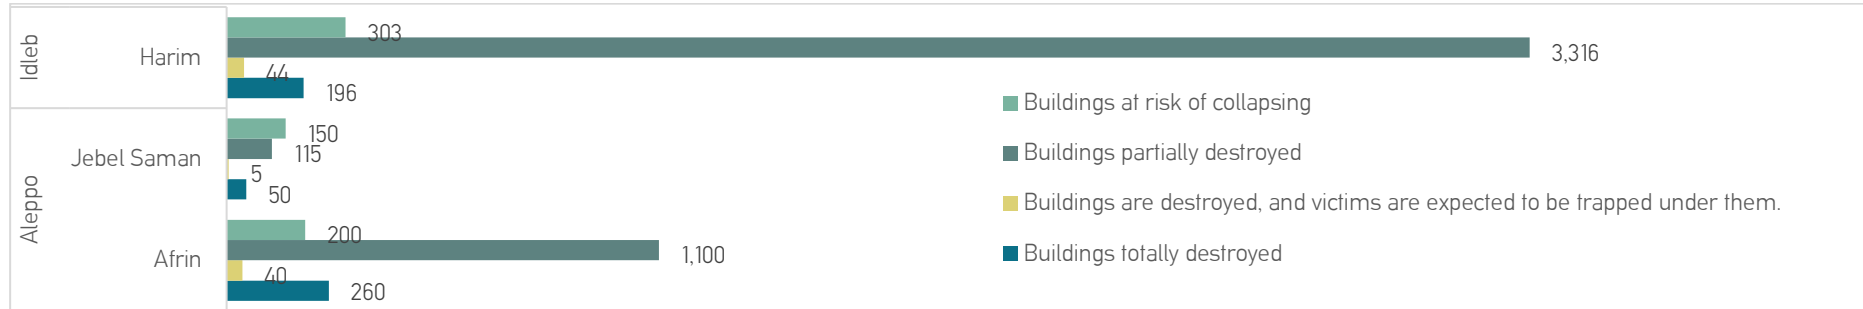 Idleb
Harim
303
3,316
44
196
Aleppo
Jebel Saman
150
115
5
50
Afrin
200
1,100
40
260
Buildings at risk of collapsing
Buildings partially destroyed
Buildings are destroyed, and victims are expected to be trapped under them.
Buildings totally destroyed